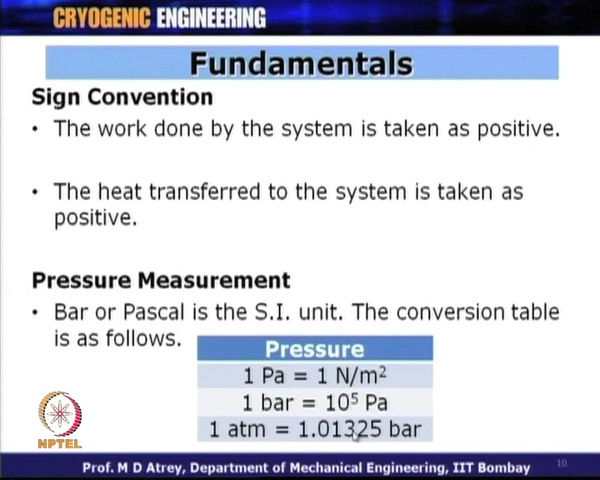 CRYOGENIC ENGINEERING
Fundamentals
Sign Convention
• The work done by the system is taken as positive.
• The heat transferred to the system is taken as
positive.
Pressure Measurement
• Bar or Pascal is the S.I. unit. The conversion table
is as follows.
Pressure
1 Pa = 1 N/m²
1 bar = 10⁵ Pa
1 atm = 1.01325 bar
NPTEL
Prof. M D Atrey, Department of Mechanical Engineering, IIT Bombay
10